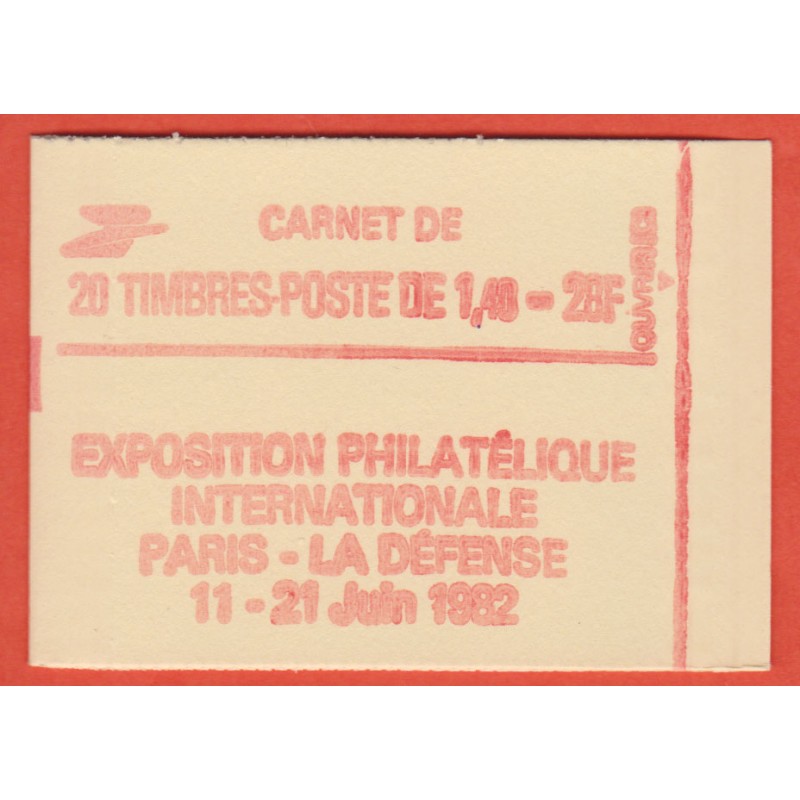 CARNET DE
20 TIMBRES-POSTE DE 1,40 - 28F
OUVRIR ICI
EXPOSITION PHILATÉLIQUE
INTERNATIONALE
PARIS - LA DÉFENSE
11 - 21 Juin 1982